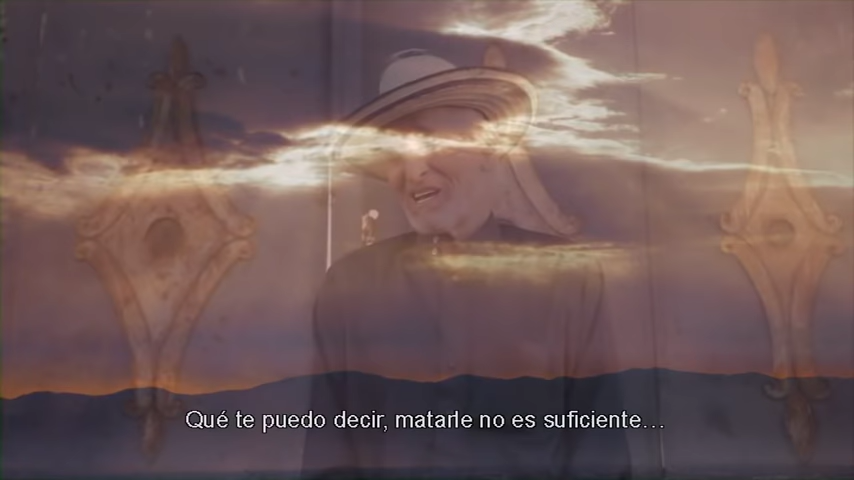 Qué te puedo decir, matarle no es suficiente…